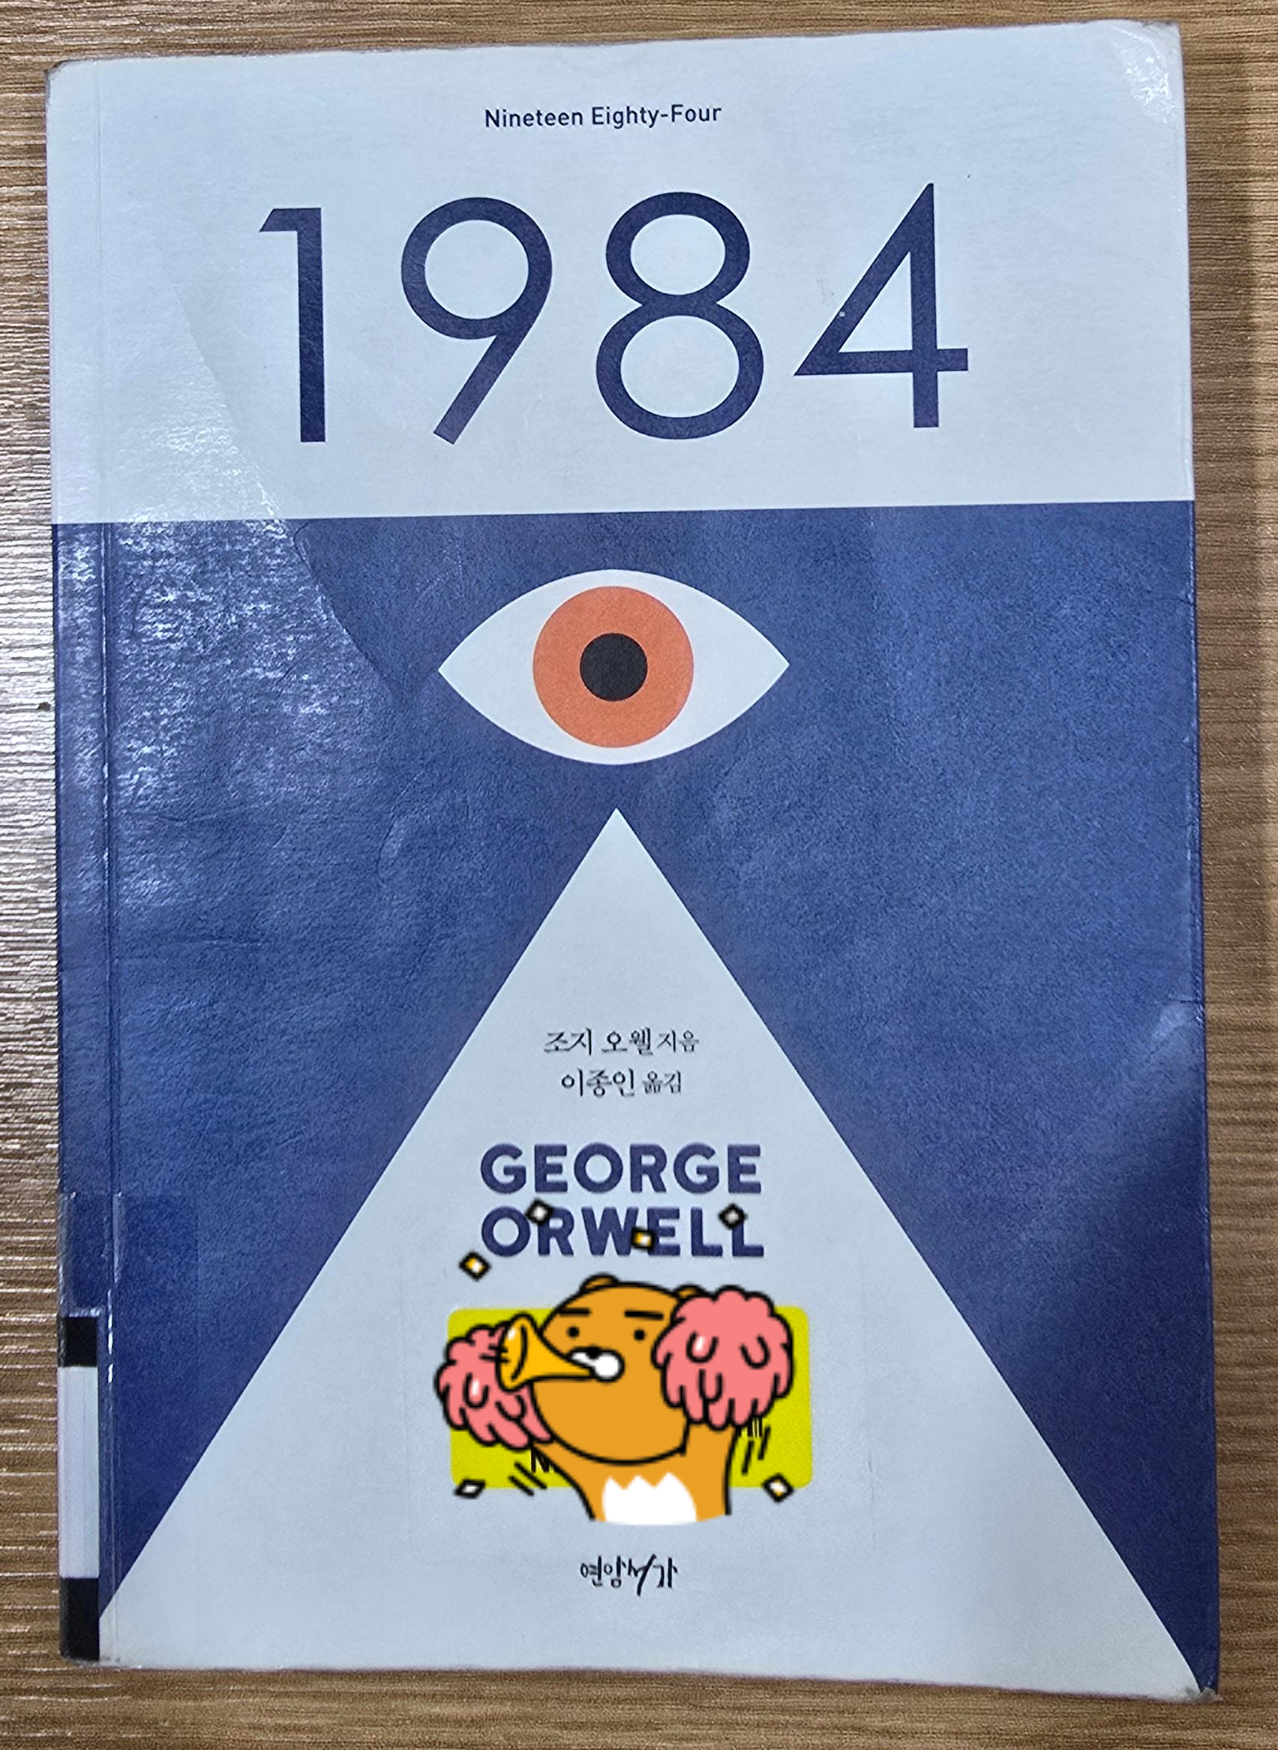 Nineteen Eighty-Four
1984
조지 오웰 지음
이종인 옮김
GEORGE
ORWELL
연암서가